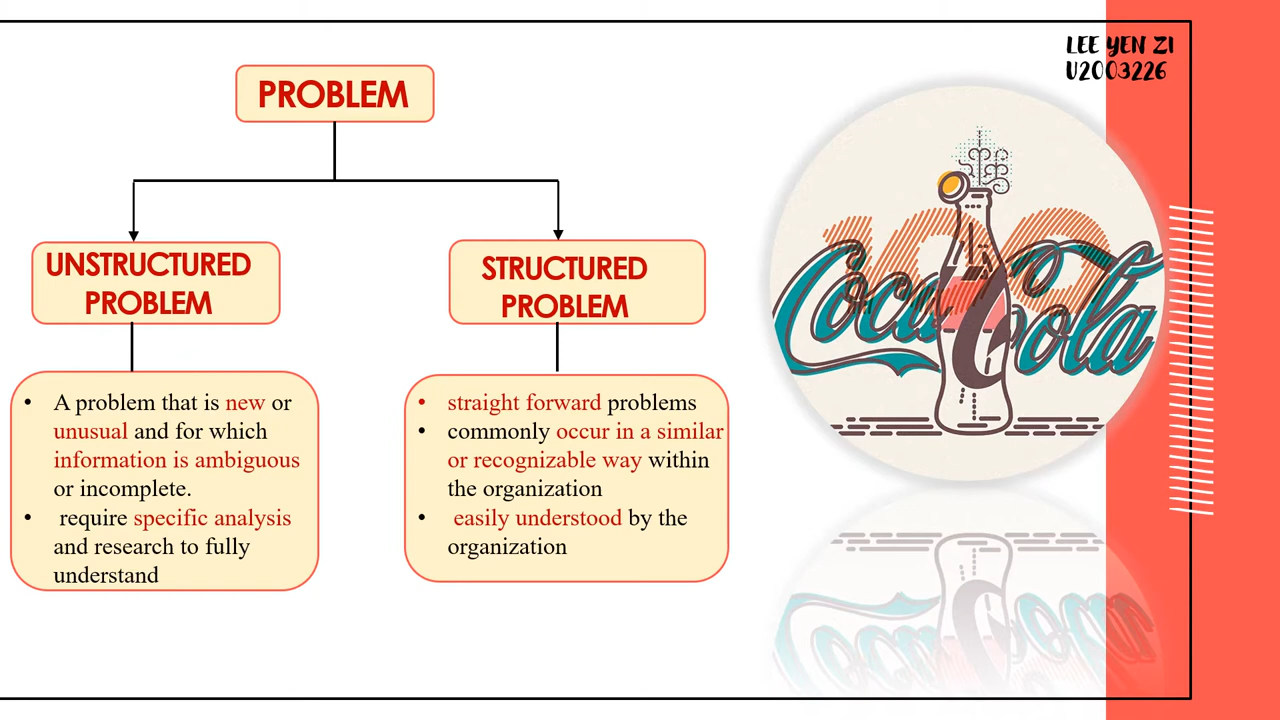 LEE YEN ZI
U2003226
PROBLEM
UNSTRUCTURED
PROBLEM
• A problem that is new or
unusual and for which
information is ambiguous
or incomplete.
• require specific analysis
and research to fully
understand
STRUCTURED
PROBLEM
• straight forward problems
• commonly occur in a similar
or recognizable way within
the organization
• easily understood by the
organization
100
Coca Cola